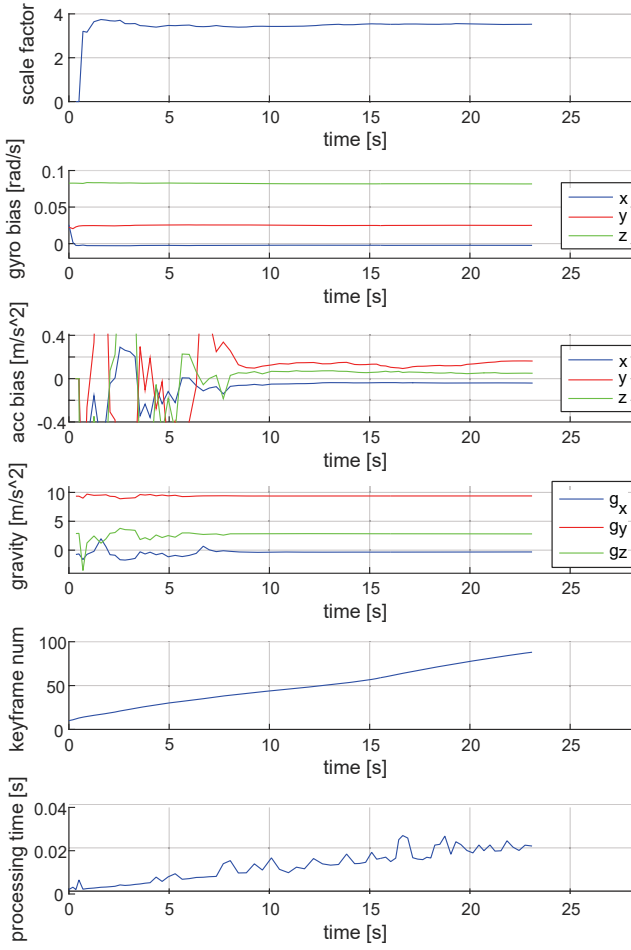 scale factor
4
2
0
0 5 10 15 20 25
time [s]
gyro bias [rad/s]
0.1
0.05
0
x
y
z
0 5 10 15 20 25
time [s]
acc bias [m/s^2]
0.4
0
-0.4
x
y
z
0 5 10 15 20 25
time [s]
gravity [m/s^2]
10
5
0
gx
gy
gz
0 5 10 15 20 25
time [s]
keyframe num
100
50
0
0 5 10 15 20 25
time [s]
processing time [s]
0.04
0.02
0
0 5 10 15 20 25
time [s]